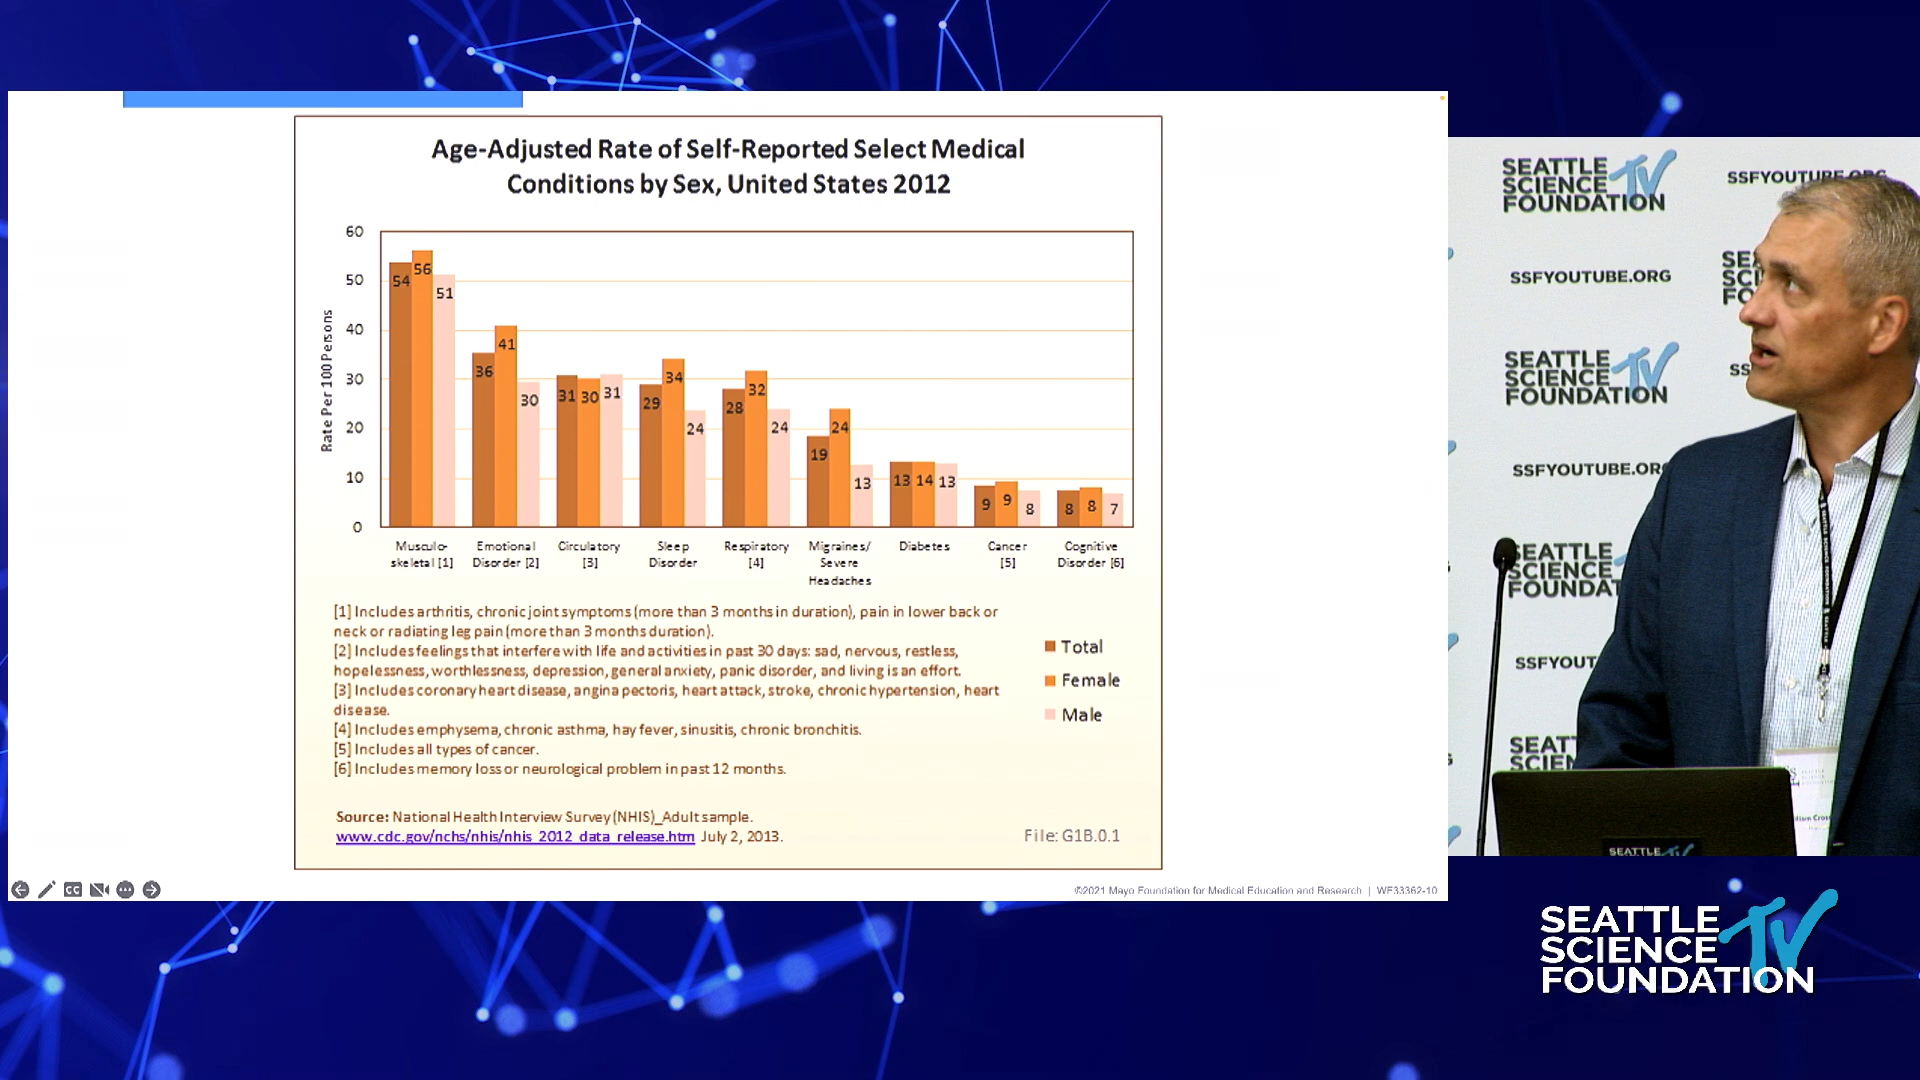 Age-Adjusted Rate of Self-Reported Select Medical
Conditions by Sex, United States 2012
Rate Per 100 Persons
60
50
40
30
20
10
0
54 56 51
36 41 30
31 30 31
29 34 24
28 32 24
19 24 13
13 14 13
9 9 8
8 8 7
Musculo-
skeletal [1]
Emotional
Disorder [2]
Circulatory
[3]
Sleep
Disorder
Respiratory
[4]
Migraines/
Severe
Headaches
Diabetes
Cancer
[5]
Cognitive
Disorder [6]
[1] Includes arthritis, chronic joint symptoms (more than 3 months in duration), pain in lower back or
neck or radiating leg pain (more than 3 months duration).
[2] Includes feelings that interfere with life and activities in past 30 days: sad, nervous, restless,
hopelessness, worthlessness, depression, general anxiety, panic disorder, and living is an effort.
[3] Includes coronary heart disease, angina pectoris, heart attack, stroke, chronic hypertension, heart
disease.
[4] Includes emphysema, chronic asthma, hay fever, sinusitis, chronic bronchitis.
[5] Includes all types of cancer.
[6] Includes memory loss or neurological problem in past 12 months.
Total
Female
Male
Source: National Health Interview Survey (NHIS)_Adult sample.
www.cdc.gov/nchs/nhis/nhis_2012_data_release.htm July 2, 2013.
File: G1B.0.1
©2021 Mayo Foundation for Medical Education and Research | WF33362-10
CC
SEATTLE
SCIENCE TV
FOUNDATION
SSFYOUTUBE.ORG
SSFYOUTUBE.ORG
SEATTLE
SCIENCE TV
FOUNDATION
SSFYOUTUBE.OR
SEATTLE
SCIENCE
FOUNDAT
SSFYOUT
SEAT
SCIEN
SEATTLE TV
SEATTLE
SCIENCE TV
FOUNDATION